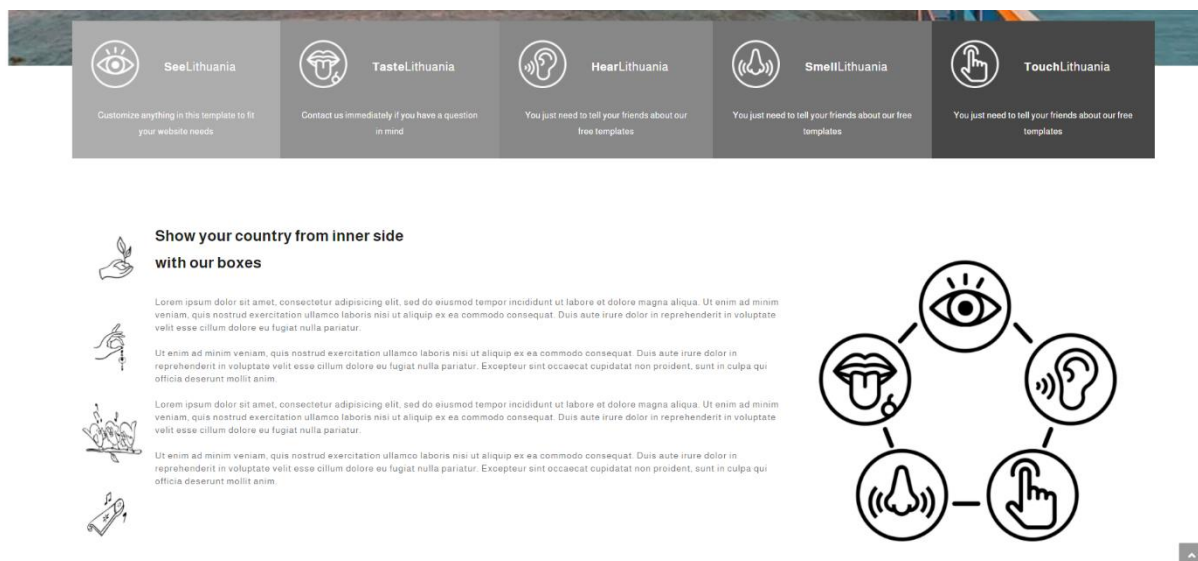 SeeLithuania
Customize anything in this template to fit
your website needs
TasteLithuania
Contact us immediately if you have a question
in mind
HearLithuania
You just need to tell your friends about our
free templates
SmellLithuania
You just need to tell your friends about our free
templates
TouchLithuania
You just need to tell your friends about our free
templates
Show your country from inner side
with our boxes
Lorem ipsum dolor sit amet, consectetur adipisicing elit, sed do eiusmod tempor incididunt ut labore et dolore magna aliqua. Ut enim ad minim
veniam, quis nostrud exercitation ullamco laboris nisi ut aliquip ex ea commodo consequat. Duis aute irure dolor in reprehenderit in voluptate
velit esse cillum dolore eu fugiat nulla pariatur.
Ut enim ad minim veniam, quis nostrud exercitation ullamco laboris nisi ut aliquip ex ea commodo consequat. Duis aute irure dolor in
reprehenderit in voluptate velit esse cillum dolore eu fugiat nulla pariatur. Excepteur sint occaecat cupidatat non proident, sunt in culpa qui
officia deserunt mollit anim.
Lorem ipsum dolor sit amet, consectetur adipisicing elit, sed do eiusmod tempor incididunt ut labore et dolore magna aliqua. Ut enim ad minim
veniam, quis nostrud exercitation ullamco laboris nisi ut aliquip ex ea commodo consequat. Duis aute irure dolor in reprehenderit in voluptate
velit esse cillum dolore eu fugiat nulla pariatur.
Ut enim ad minim veniam, quis nostrud exercitation ullamco laboris nisi ut aliquip ex ea commodo consequat. Duis aute irure dolor in
reprehenderit in voluptate velit esse cillum dolore eu fugiat nulla pariatur. Excepteur sint occaecat cupidatat non proident, sunt in culpa qui
officia deserunt mollit anim.